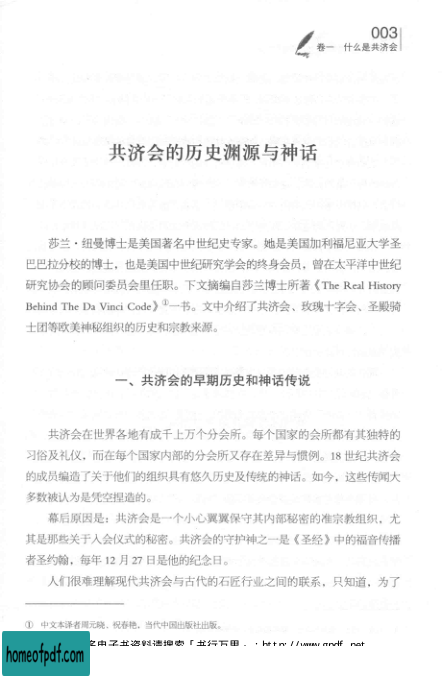 003
卷一 什么是共济会
共济会的历史渊源与神话
莎兰·纽曼博士是美国著名中世纪史专家。她是美国加利福尼亚大学圣
巴巴拉分校的博士，也是美国中世纪研究学会的终身会员，曾在太平洋中世纪
研究协会的顾问委员会里任职。下文摘编自莎兰博士所著《The Real History
Behind The Da Vinci Code》①一书。文中介绍了共济会、玫瑰十字会、圣殿骑
士团等欧美神秘组织的历史和宗教来源。
一、共济会的早期历史和神话传说
共济会在世界各地有成千上万个分会所。每个国家的会所都有其独特的
习俗及礼仪，而在每个国家内部的分会所又存在差异与惯例。18 世纪共济会
的成员编造了关于他们的组织具有悠久历史及传统的神话。如今，这些传闻大
多数被认为是凭空捏造的。
幕后原因是：共济会是一个小心翼翼保守其内部秘密的准宗教组织，尤
其是那些关于入会仪式的秘密。共济会的守护神之一是《圣经》中的福音传播
者圣约翰，每年 12 月 27 日是他的纪念日。
人们很难理解现代共济会与古代的石匠行业之间的联系，只知道，为了
① 中文本译者周元晓、祝春艳，当代中国出版社出版。
名电子书资料请搜索「书行万里
homeofpdf.com